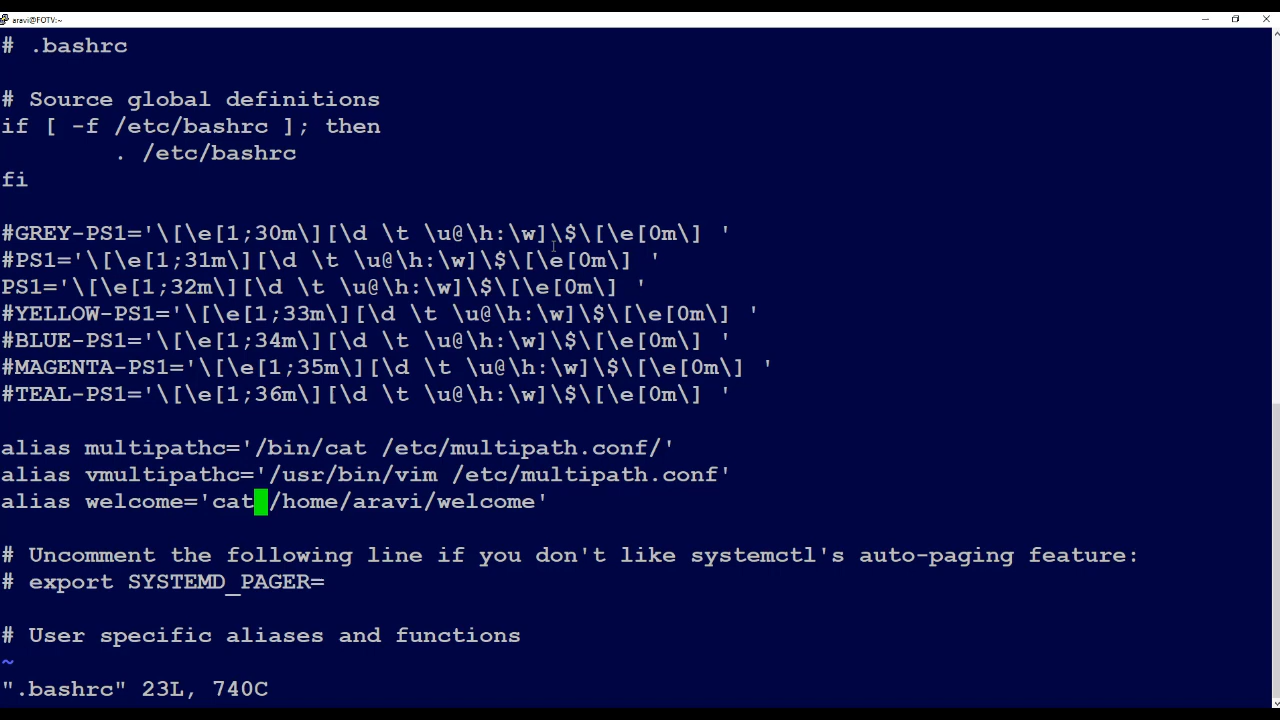 aravi@FOTV:~
# .bashrc
# Source global definitions
if [ -f /etc/bashrc ]; then
        . /etc/bashrc
fi
#GREY-PS1='\[\e[1;30m\][\d \t \u@\h:\w]\$\[\e[0m\] '
#PS1='\[\e[1;31m\][\d \t \u@\h:\w]\$\[\e[0m\] '
PS1='\[\e[1;32m\][\d \t \u@\h:\w]\$\[\e[0m\] '
#YELLOW-PS1='\[\e[1;33m\][\d \t \u@\h:\w]\$\[\e[0m\] '
#BLUE-PS1='\[\e[1;34m\][\d \t \u@\h:\w]\$\[\e[0m\] '
#MAGENTA-PS1='\[\e[1;35m\][\d \t \u@\h:\w]\$\[\e[0m\] '
#TEAL-PS1='\[\e[1;36m\][\d \t \u@\h:\w]\$\[\e[0m\] '
alias multipathc='/bin/cat /etc/multipath.conf/'
alias vmultipathc='/usr/bin/vim /etc/multipath.conf'
alias welcome='cat /home/aravi/welcome'
# Uncomment the following line if you don't like systemctl's auto-paging feature:
# export SYSTEMD_PAGER=
# User specific aliases and functions
~
".bashrc" 23L, 740C